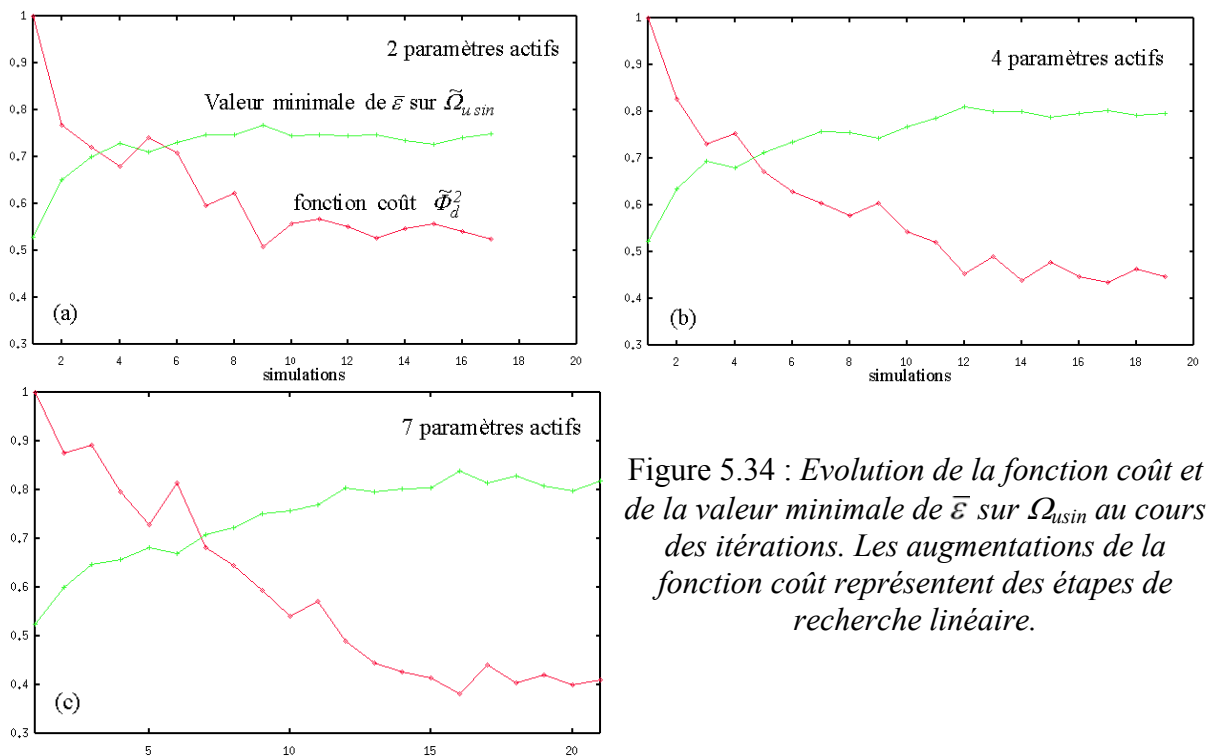 1
0.9
0.8
0.7
0.6
0.5
0.4
0.3
2 paramètres actifs
Valeur minimale de ε̅ sur Ω̃usin
fonction coût Φ̃d²
(a)
2 4 6 8 10 12 14 16 18 20
simulations
1
0.9
0.8
0.7
0.6
0.5
0.4
0.3
4 paramètres actifs
(b)
2 4 6 8 10 12 14 16 18 20
simulations
1
0.9
0.8
0.7
0.6
0.5
0.4
0.3
7 paramètres actifs
(c)
5 10 15 20
Figure 5.34 : Evolution de la fonction coût et
de la valeur minimale de ε̅ sur Ωusin au cours
des itérations. Les augmentations de la
fonction coût représentent des étapes de
recherche linéaire.